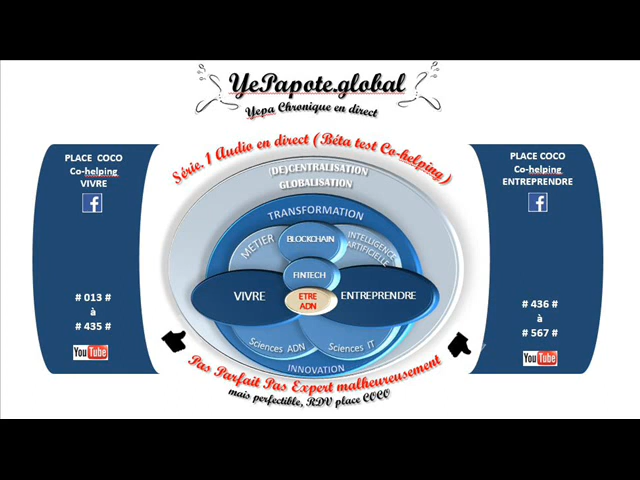 YePapote.global
Yepa Chronique en direct
Série, 1 Audio en direct (Béta test Co-helping)
PLACE COCO
Co-helping
VIVRE
# 013 #
à
# 435 #
YouTube
(DE)CENTRALISATION
GLOBALISATION
TRANSFORMATION
METIER
BLOCKCHAIN
INTELLIGENCE
ARTIFICIELLE
FINTECH
VIVRE
ETRE
ADN
ENTREPRENDRE
Sciences ADN
Sciences IT
INNOVATION
PLACE COCO
Co-helping
ENTREPRENDRE
# 436 #
à
# 567 #
YouTube
Pas Parfait Pas Expert malheureusement
mais perfectible, RDV place COCO